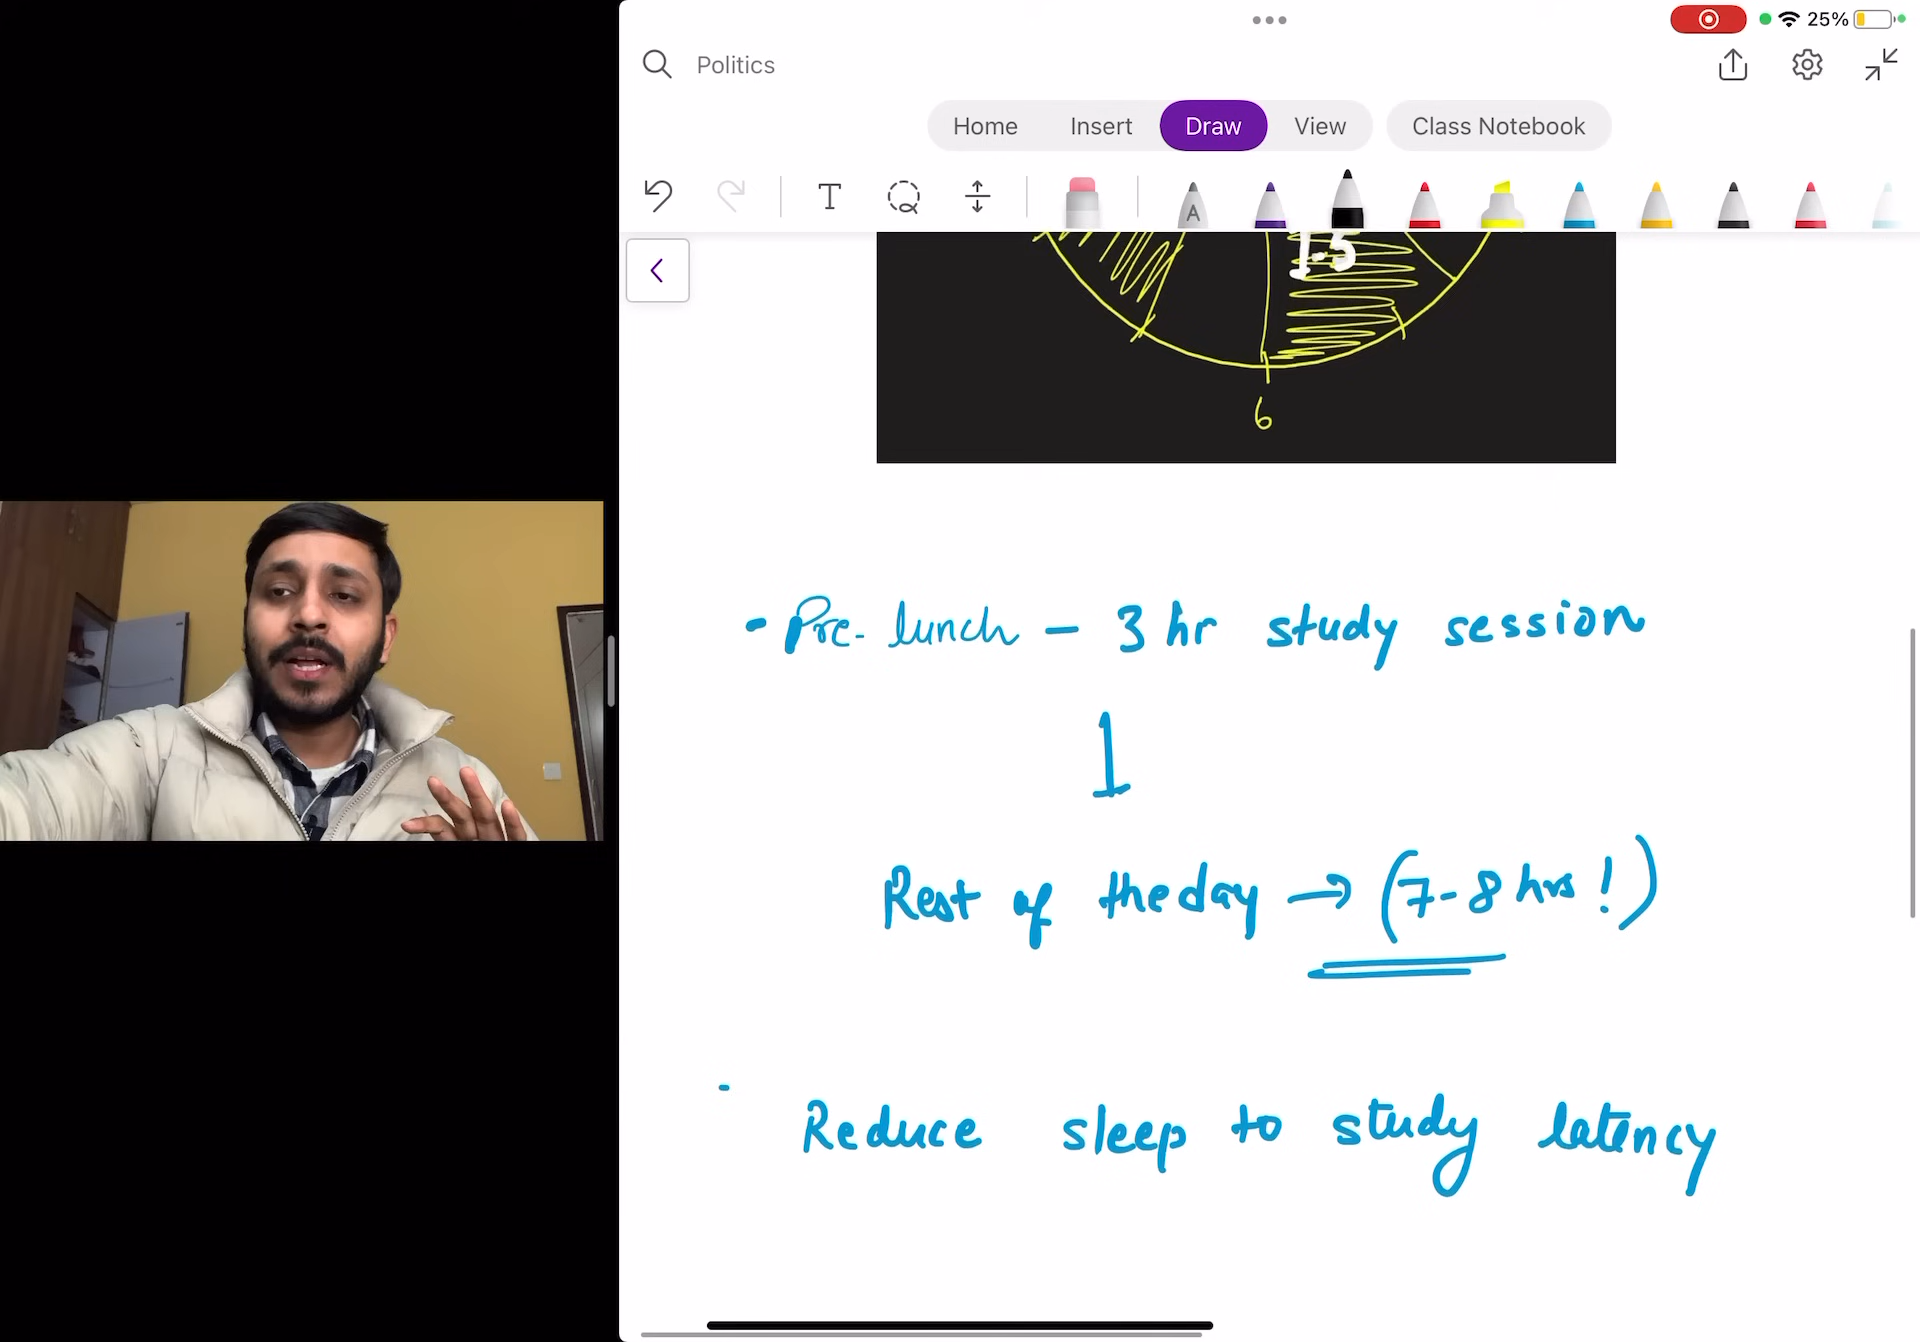 25%
Politics
Home Insert Draw View Class Notebook
T A
1.5
6
- Pre-lunch - 3 hr study session
Rest of the day → (7-8 hrs!)
- Reduce sleep to study latency